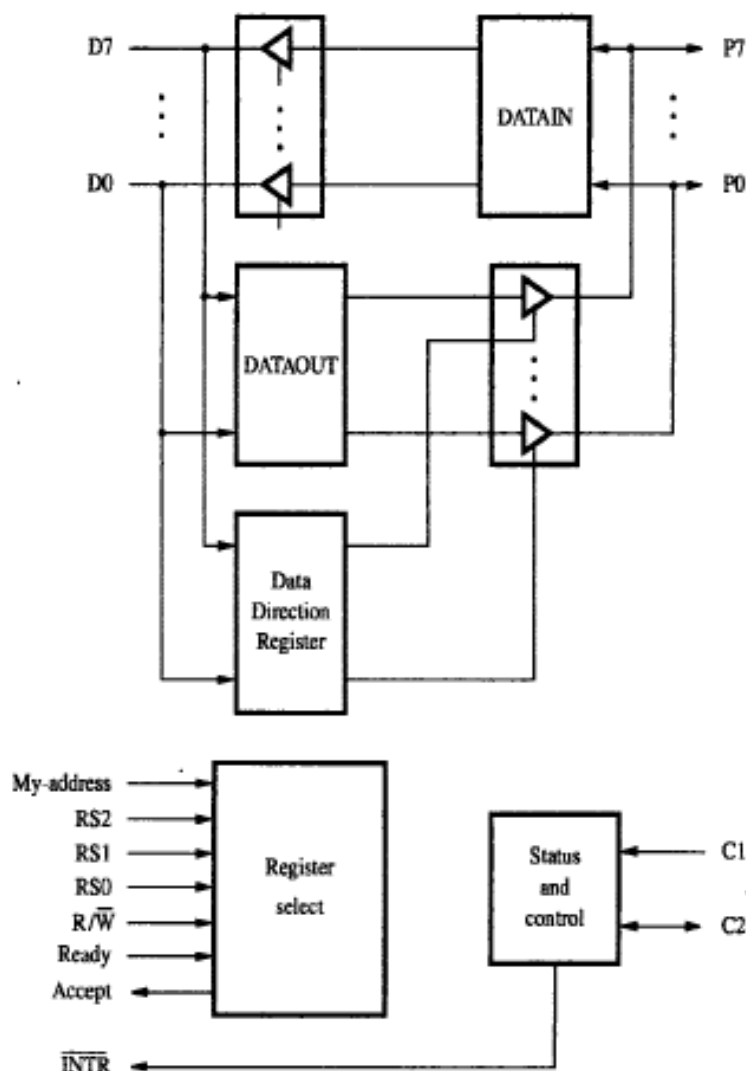 D7
P7
DATAIN
D0
P0
DATAOUT
Data
Direction
Register
My-address
RS2
RS1
RS0
R/W̅
Ready
Accept
Register
select
Status
and
control
C1
C2
I̅N̅T̅R̅